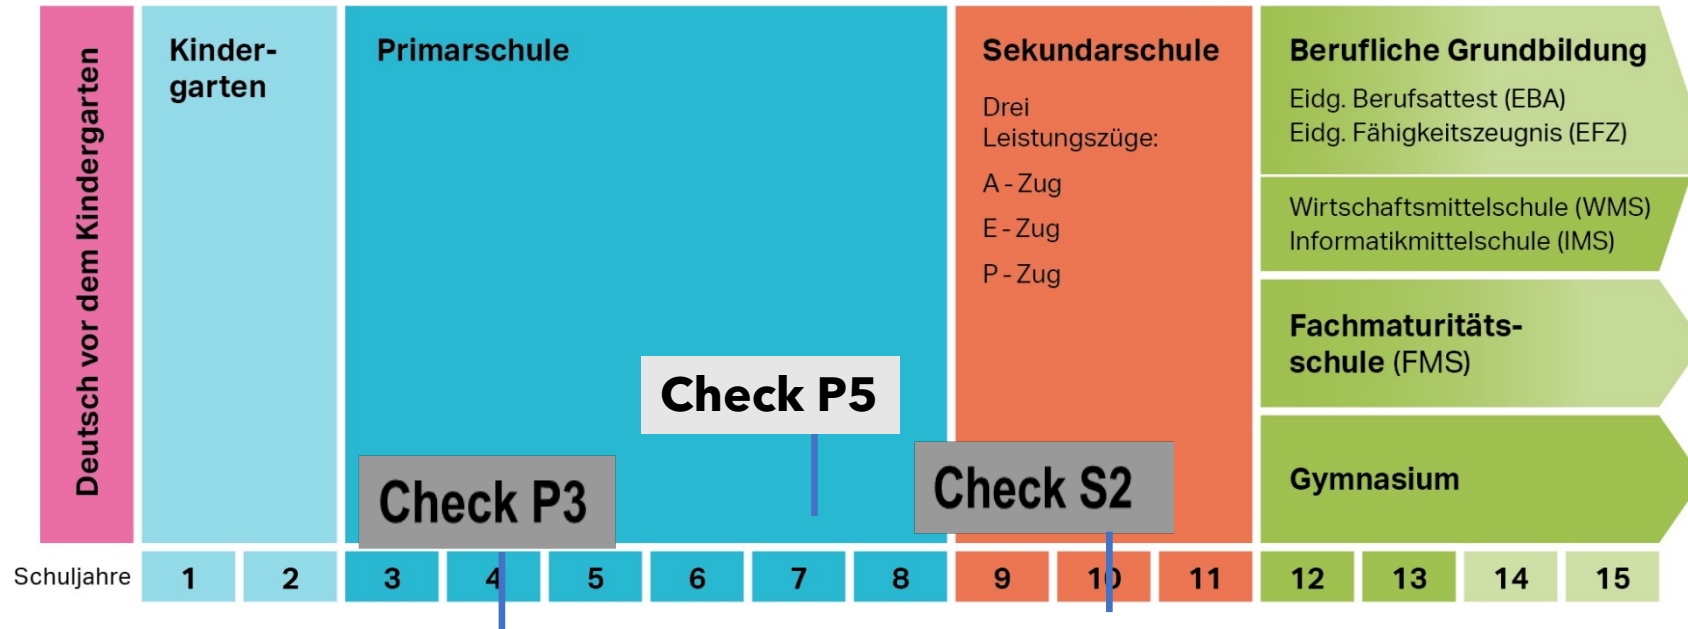 Deutsch vor dem Kindergarten
Kinder-
garten
Primarschule
Sekundarschule
Drei
Leistungszüge:
A - Zug
E - Zug
P - Zug
Berufliche Grundbildung
Eidg. Berufsattest (EBA)
Eidg. Fähigkeitszeugnis (EFZ)
Wirtschaftsmittelschule (WMS)
Informatikmittelschule (IMS)
Fachmaturitäts-
schule (FMS)
Gymnasium
Check P5
Check P3
Check S2
Schuljahre 1 2 3 4 5 6 7 8 9 10 11 12 13 14 15